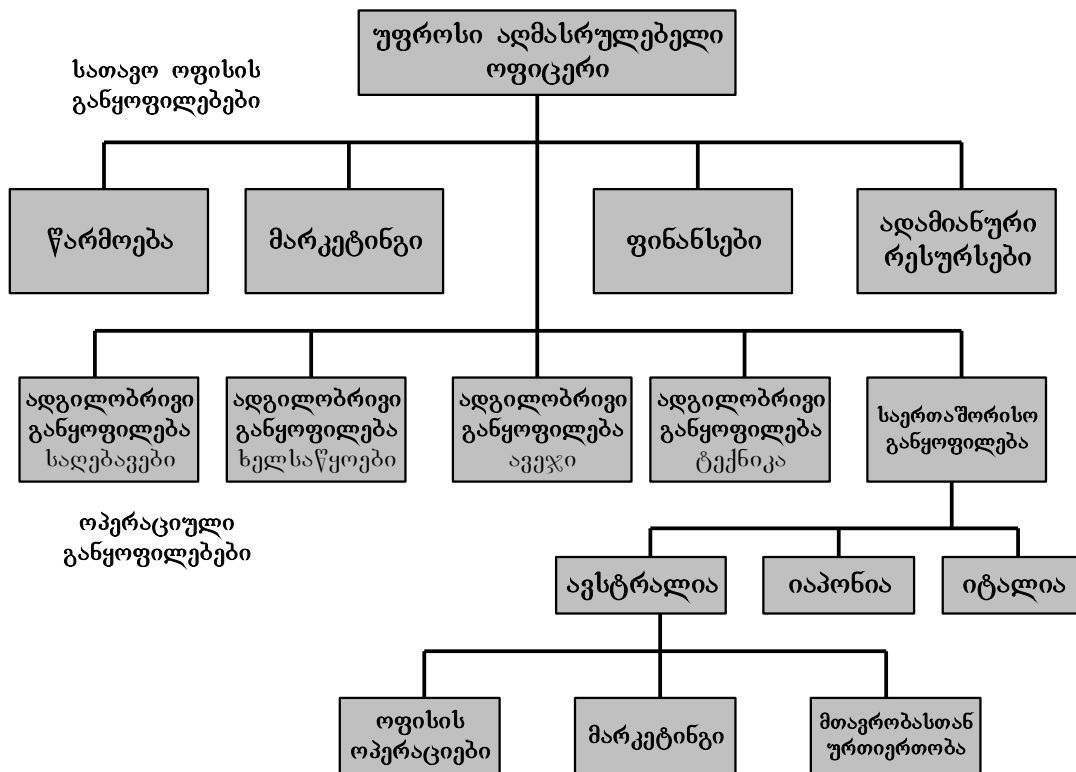 უფროსი აღმასრულებელი
ოფიცერი
სათავო ოფისის
განყოფილებები
წარმოება
მარკეტინგი
ფინანსები
ადამიანური
რესურსები
ადგილობრივი
განყოფილება
საღებავები
ადგილობრივი
განყოფილება
ხელსაწყოები
ადგილობრივი
განყოფილება
ავეჯი
ადგილობრივი
განყოფილება
ტექნიკა
საერთაშორისო
განყოფილება
ოპერაციული
განყოფილებები
ავსტრალია
იაპონია
იტალია
ოფისის
ოპერაციები
მარკეტინგი
მთავრობასთან
ურთიერთობა